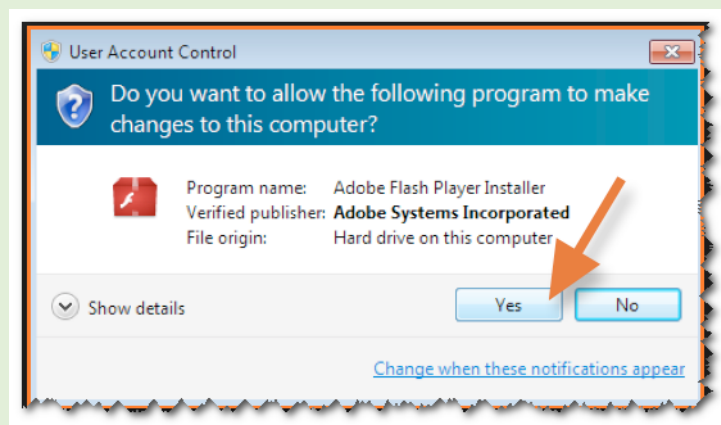 User Account Control
Do you want to allow the following program to make
changes to this computer?
Program name: Adobe Flash Player Installer
Verified publisher: Adobe Systems Incorporated
File origin: Hard drive on this computer
Show details
Yes No
Change when these notifications appear